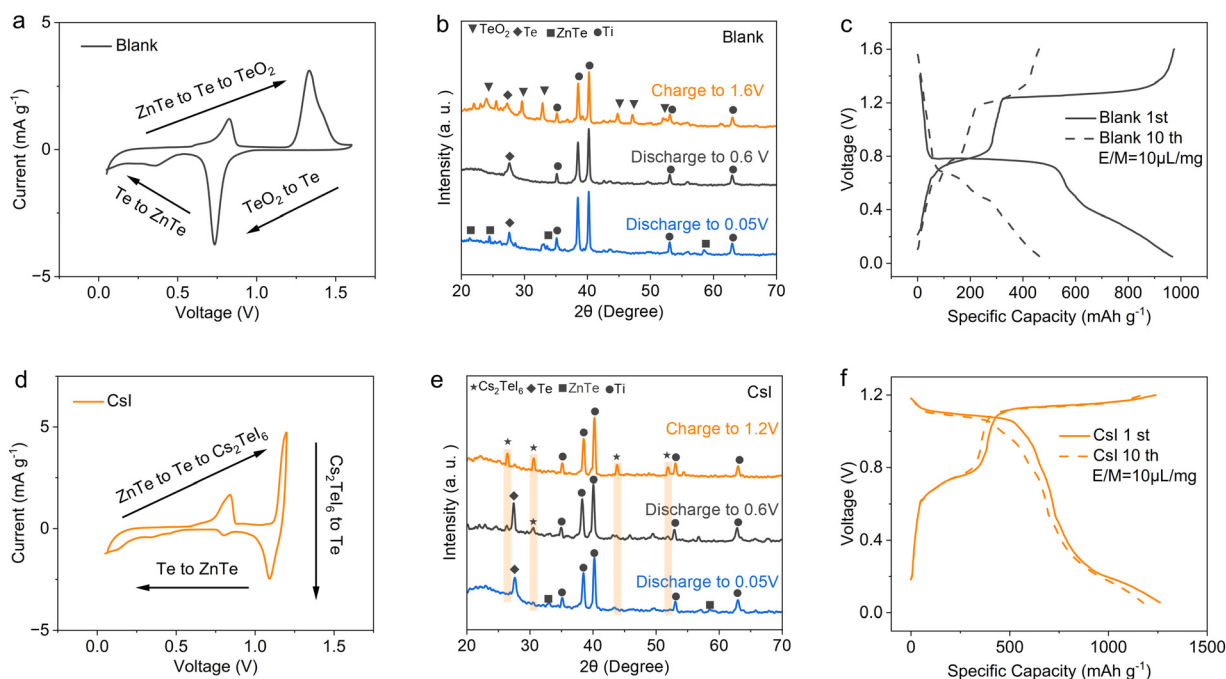 a
Blank
ZnTe to Te to TeO₂
Te to ZnTe
TeO₂ to Te
Current (mA g⁻¹)
5
0
−5
0.0 0.5 1.0 1.5
Voltage (V)
b
▼TeO₂ ◆Te ■ZnTe ●Ti
Blank
Charge to 1.6V
Discharge to 0.6 V
Discharge to 0.05V
Intensity (a. u.)
20 30 40 50 60 70
2θ (Degree)
c
Blank 1st
Blank 10 th
E/M=10μL/mg
Voltage (V)
1.6
1.2
0.8
0.4
0.0
0 200 400 600 800 1000
Specific Capacity (mAh g⁻¹)
d
CsI
ZnTe to Te to Cs₂TeI₆
Cs₂TeI₆ to Te
Te to ZnTe
Current (mA g⁻¹)
5
0
−5
0.0 0.5 1.0 1.5
Voltage (V)
e
★Cs₂TeI₆ ◆Te ■ZnTe ●Ti
CsI
Charge to 1.2V
Discharge to 0.6V
Discharge to 0.05V
Intensity (a. u.)
20 30 40 50 60 70
2θ (Degree)
f
CsI 1 st
CsI 10 th
E/M=10μL/mg
Voltage (V)
1.2
0.8
0.4
0.0
0 500 1000 1500
Specific Capacity (mAh g⁻¹)